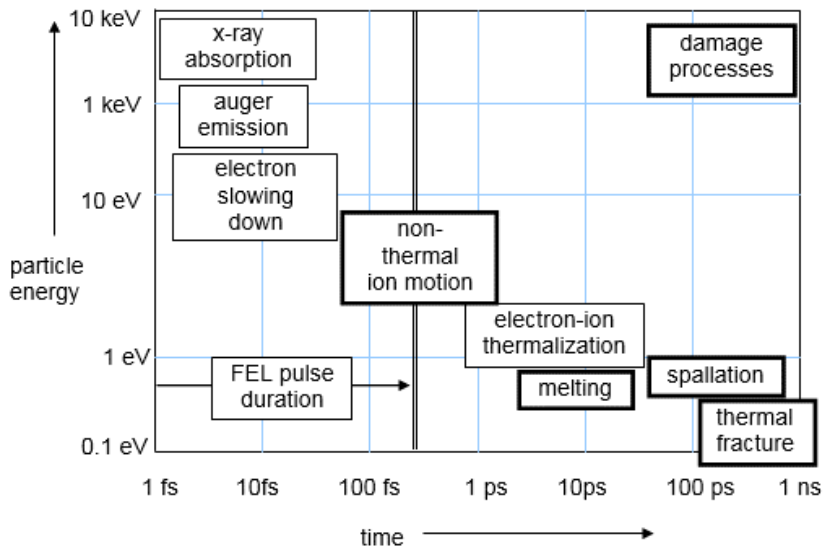 10 keV
x-ray
absorption
damage
processes
1 keV
auger
emission
electron
slowing
down
10 eV
non-
thermal
ion motion
particle
energy
electron-ion
thermalization
1 eV
FEL pulse
duration
melting
spallation
thermal
fracture
0.1 eV
1 fs
10fs
100 fs
1 ps
10ps
100 ps
1 ns
time